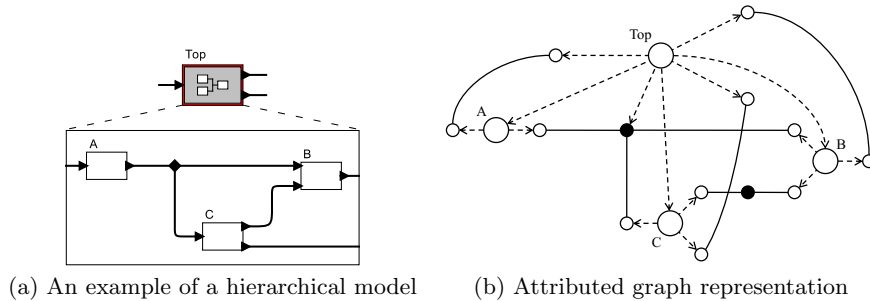 Top
A
B
C
(a) An example of a hierarchical model
Top
A
B
C
(b) Attributed graph representation